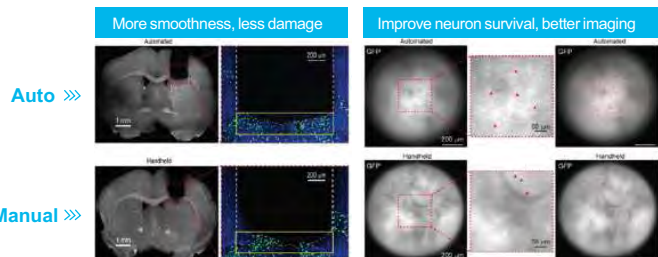 More smoothness, less damage
Improve neuron survival, better imaging
Automated
Automated
Automated
GFP
200 µm
Auto
1 mm
200 µm
50 µm
Handheld
Handheld
Handheld
GFP
200 µm
Manual
1 mm
200 µm
50 µm